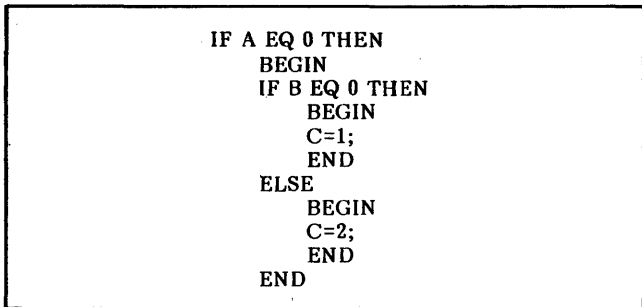 IF A EQ 0 THEN
BEGIN
IF B EQ 0 THEN
BEGIN
C=1;
END
ELSE
BEGIN
C=2;
END
END